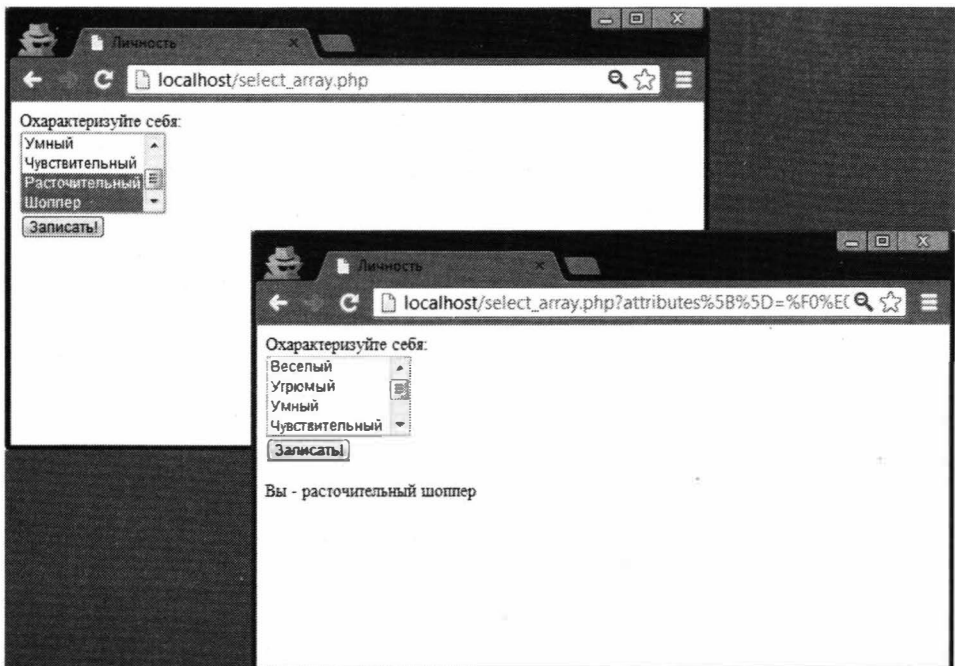 Личность
localhost/select_array.php
Охарактеризуйте себя:
Умный
Чувствительный
Расточительный
Шоппер
Записать!
Личность
localhost/select_array.php?attributes%5B%5D=%F0%E0
Охарактеризуйте себя:
Веселый
Угрюмый
Умный
Чувствительный
Записать!
Вы - расточительный шоппер